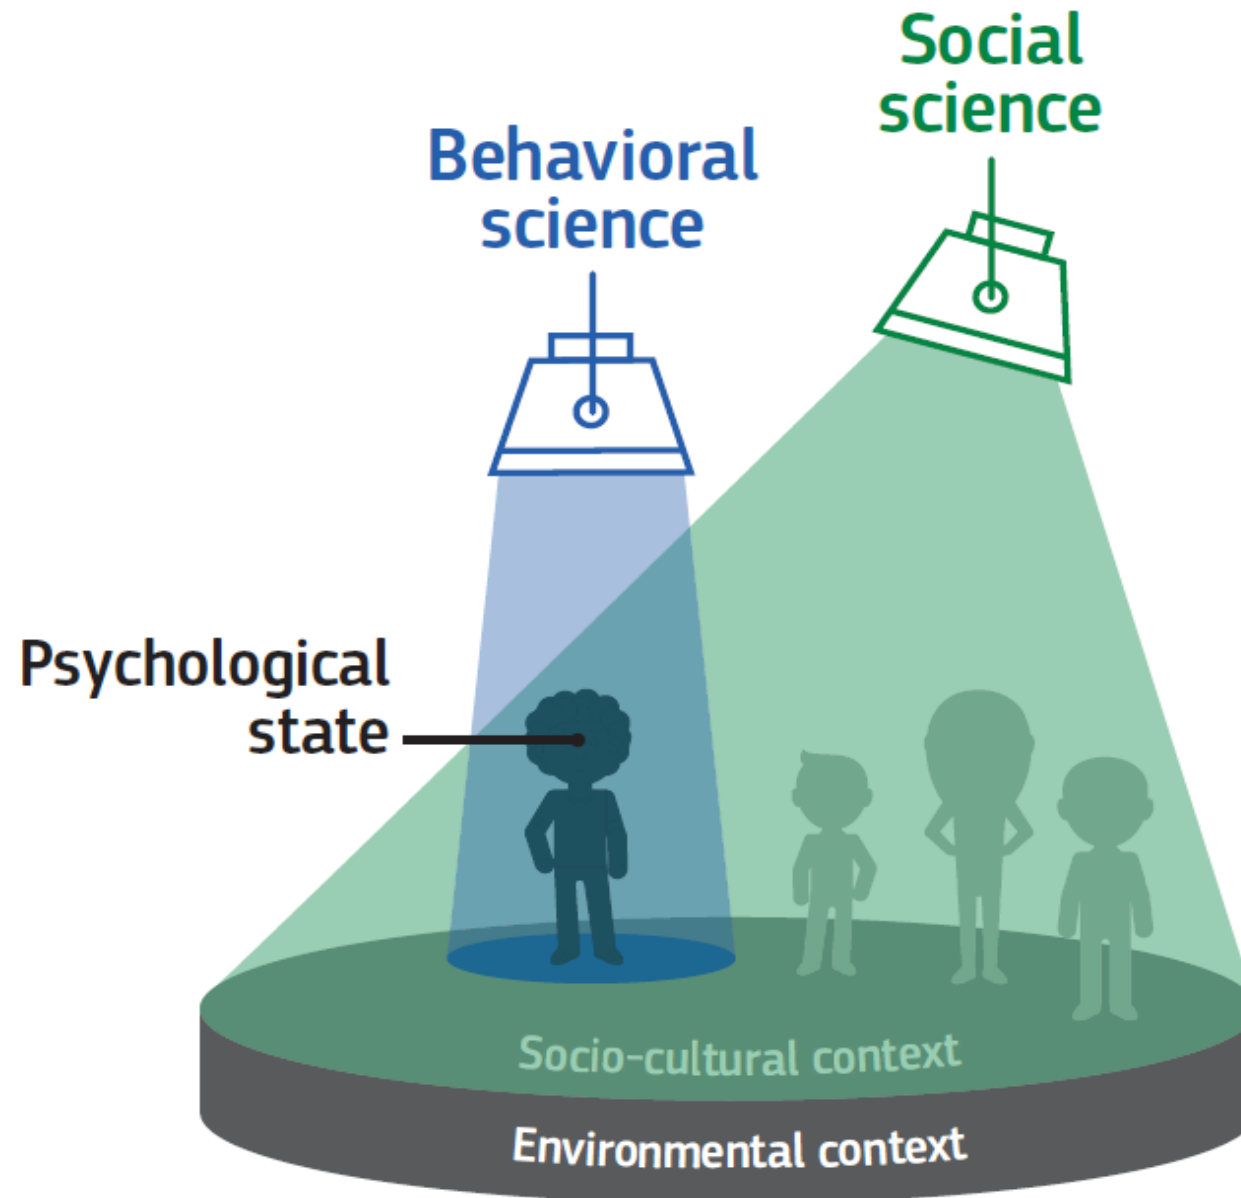 Social
science
Behavioral
science
Psychological
state
Socio-cultural context
Environmental context